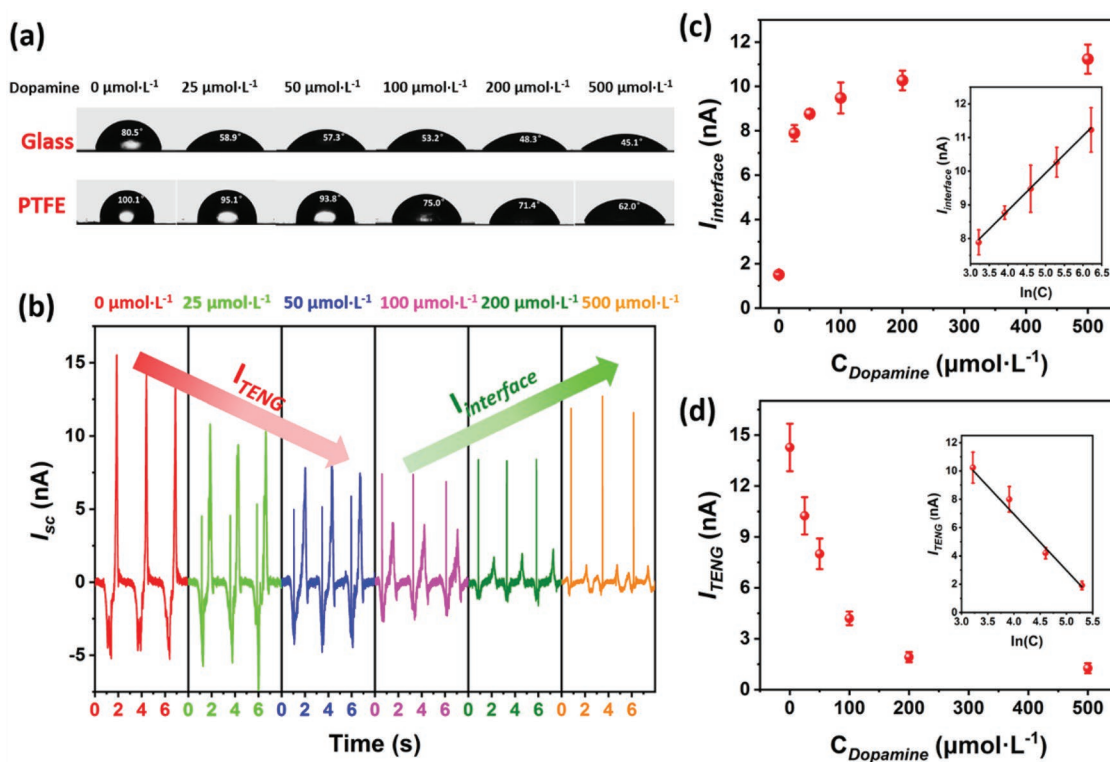 (a)
Dopamine 0 μmol·L⁻¹ 25 μmol·L⁻¹ 50 μmol·L⁻¹ 100 μmol·L⁻¹ 200 μmol·L⁻¹ 500 μmol·L⁻¹
Glass 80.5° 58.9° 57.3° 53.2° 48.3° 45.1°
PTFE 100.1° 95.1° 93.8° 75.0° 71.4° 62.0°
(b)
0 μmol·L⁻¹ 25 μmol·L⁻¹ 50 μmol·L⁻¹ 100 μmol·L⁻¹ 200 μmol·L⁻¹ 500 μmol·L⁻¹
I_TENG
I_interface
15
10
5
0
-5
I_sc (nA)
0 2 4 6 0 2 4 6 0 2 4 6 0 2 4 6 0 2 4 6 0 2 4 6
Time (s)
(c)
12
10
8
6
4
2
0
I_interface (nA)
0 100 200 300 400 500
C_Dopamine (μmol·L⁻¹)
12
11
10
9
8
I_interface (nA)
3.0 3.5 4.0 4.5 5.0 5.5 6.0 6.5
ln(C)
(d)
15
12
9
6
3
0
I_TENG (nA)
0 100 200 300 400 500
C_Dopamine (μmol·L⁻¹)
12
10
8
6
4
2
0
I_TENG (nA)
3.0 3.5 4.0 4.5 5.0 5.5
ln(C)